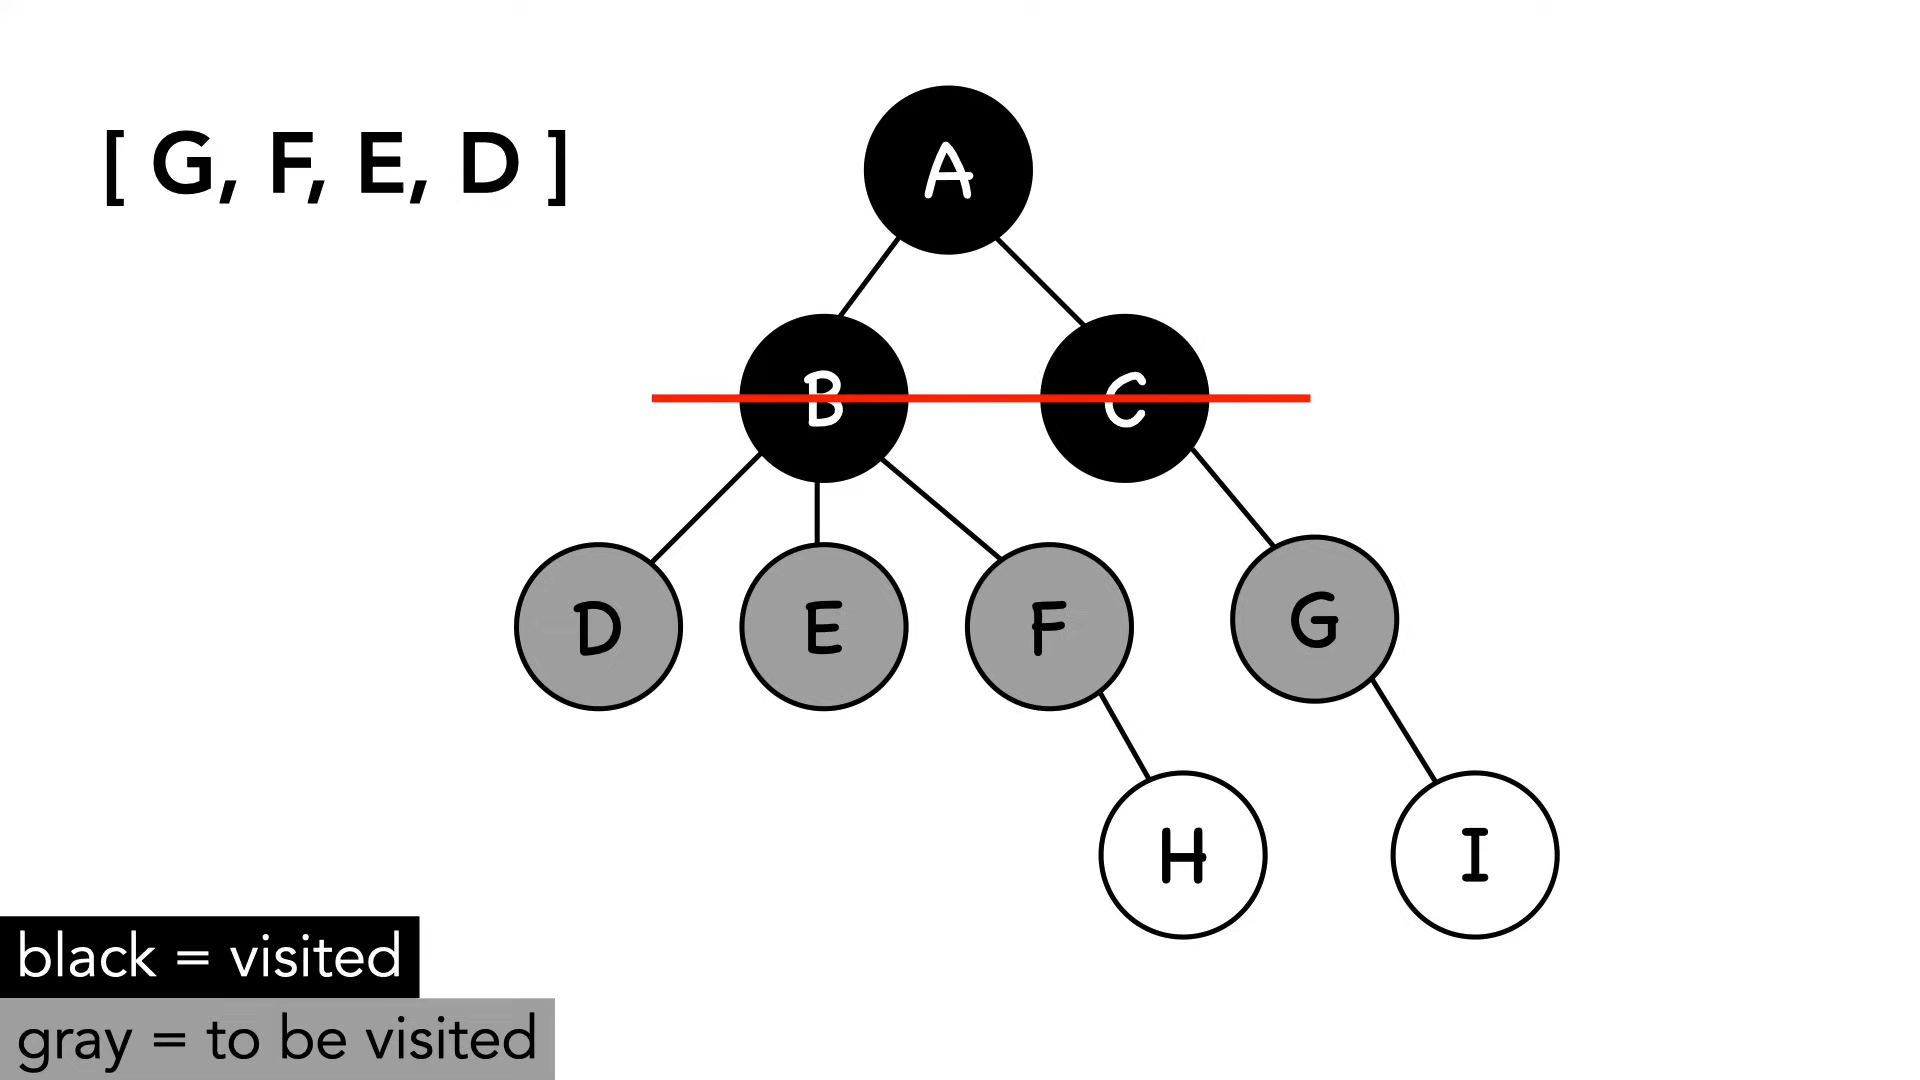 [ G, F, E, D ]
A
B C
D E F G
H I
black = visited
gray = to be visited